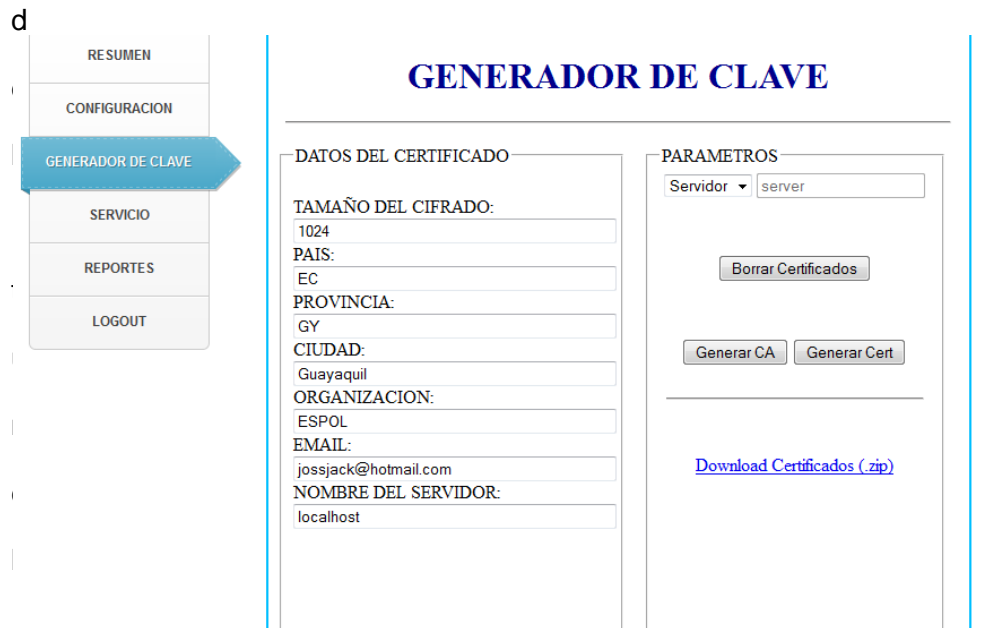 d
RESUMEN
CONFIGURACION
GENERADOR DE CLAVE
SERVICIO
REPORTES
LOGOUT
GENERADOR DE CLAVE
DATOS DEL CERTIFICADO
TAMAÑO DEL CIFRADO:
1024
PAIS:
EC
PROVINCIA:
GY
CIUDAD:
Guayaquil
ORGANIZACION:
ESPOL
EMAIL:
jossjack@hotmail.com
NOMBRE DEL SERVIDOR:
localhost
PARAMETROS
Servidor server
Borrar Certificados
Generar CA Generar Cert
Download Certificados (.zip)